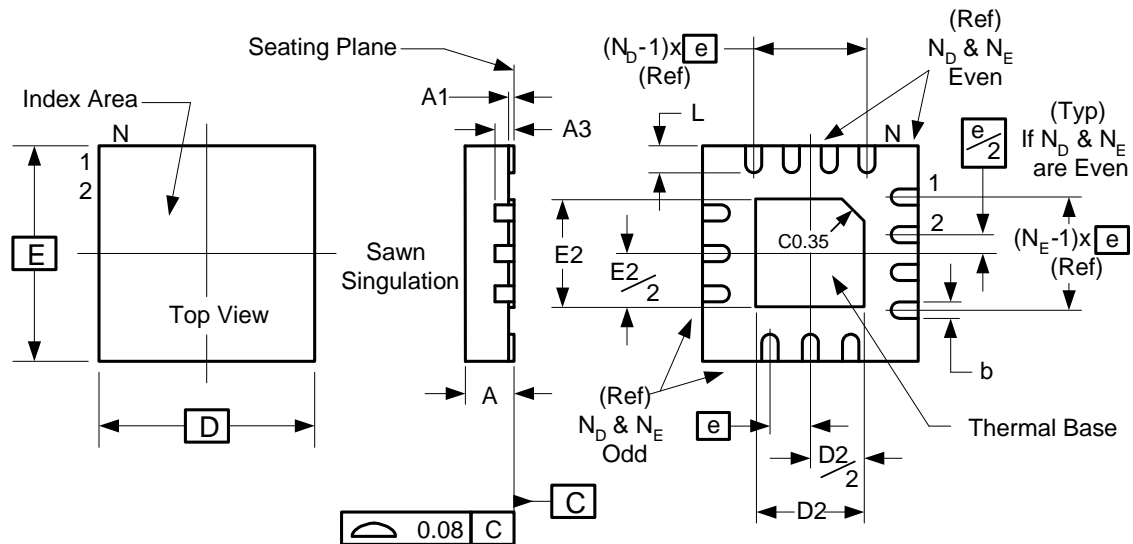 Seating Plane
Index Area
N
1
2
E
Top View
D
A1
A3
Sawn
Singulation
A
0.08 C
C
(N_D-1)x e
(Ref)
L
(Ref)
N_D & N_E
Even
N
e/2
(Typ)
If N_D & N_E
are Even
1
2
(N_E-1)x e
(Ref)
E2
E2/2
C0.35
b
(Ref)
N_D & N_E
Odd
e
Thermal Base
D2/2
D2